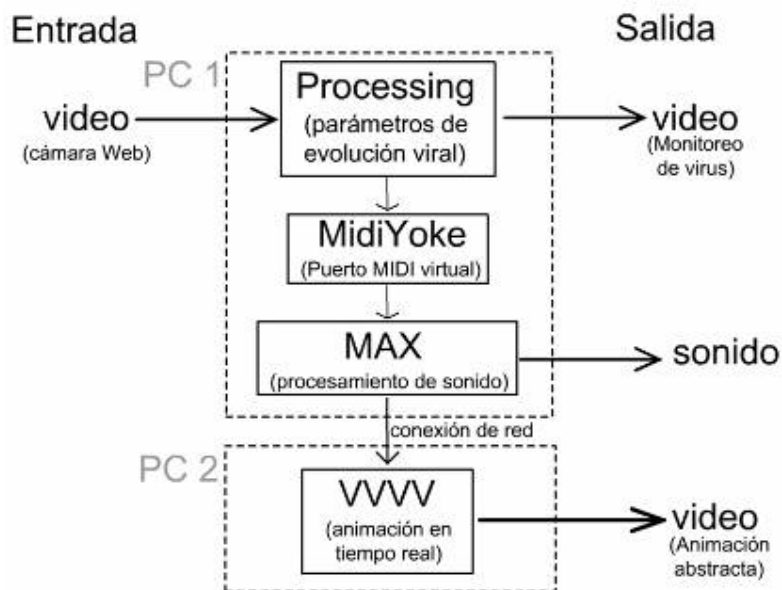 Entrada
Salida
PC 1
Processing
(parámetros de
evolución viral)
video
(cámara Web)
video
(Monitoreo
de virus)
MidiYoke
(Puerto MIDI virtual)
MAX
(procesamiento de sonido)
sonido
conexión de red
PC 2
VVVV
(animación en
tiempo real)
video
(Animación
abstracta)